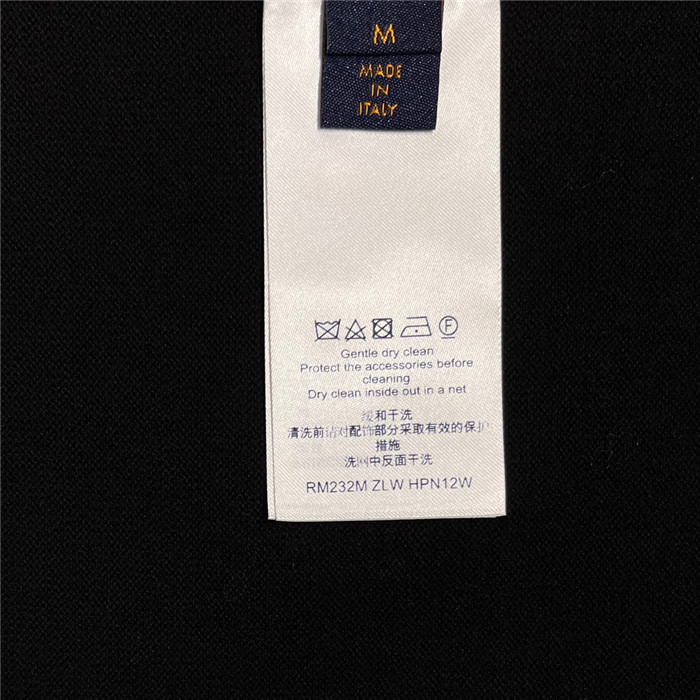 M
MADE
IN
ITALY
F
Gentle dry clean
Protect the accessories before
cleaning
Dry clean inside out in a net
缓和干洗
清洗前请对配饰部分采取有效的保护
措施
洗网中反面干洗
RM232M ZLW HPN12W